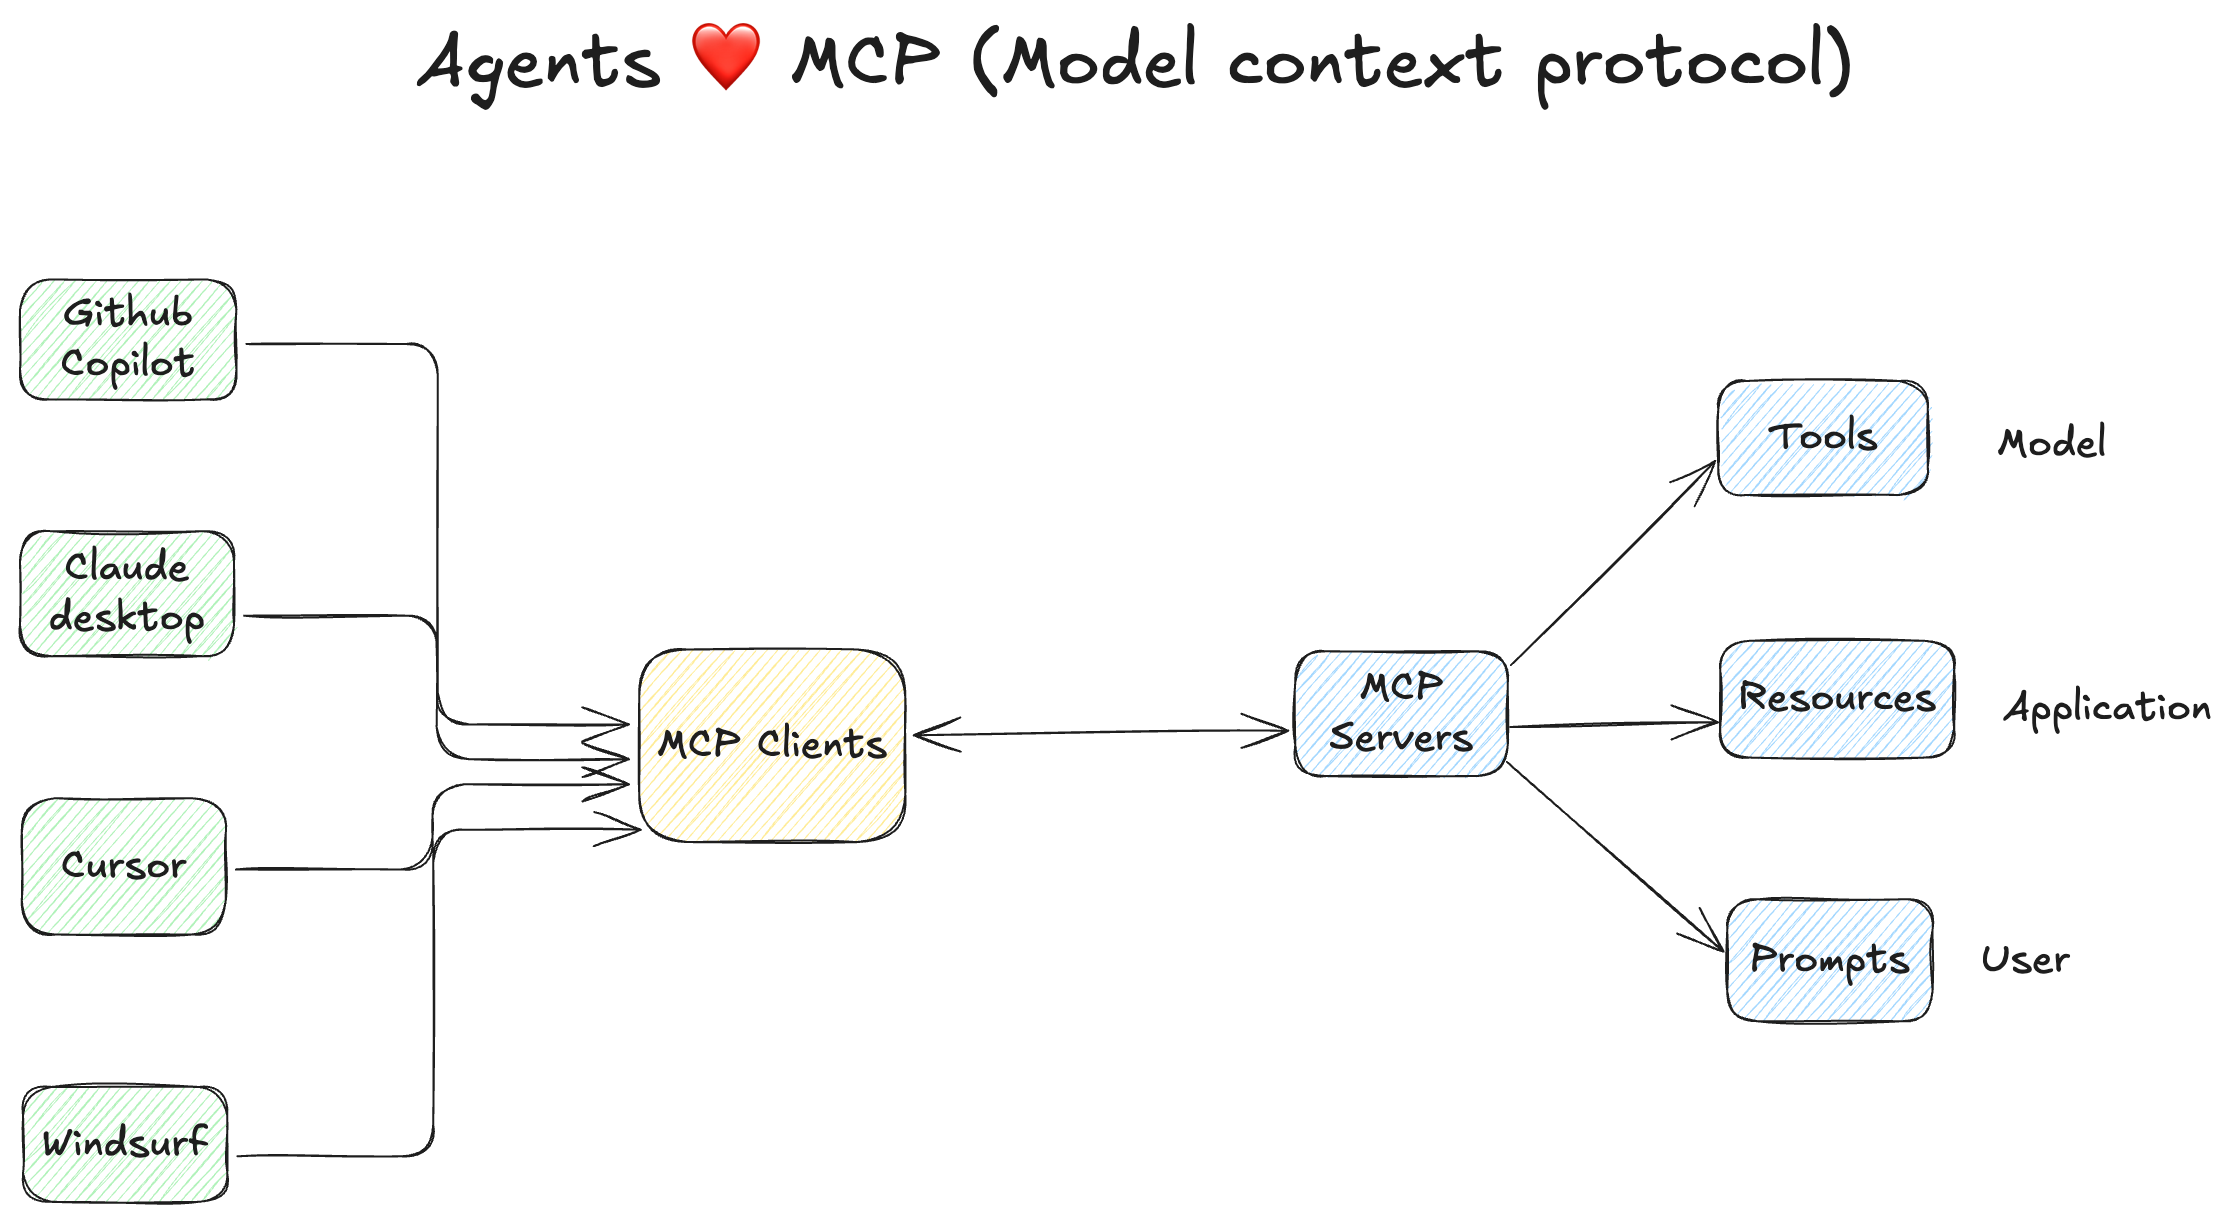 Agents ❤️ MCP (Model context protocol)
Github
Copilot
Claude
desktop
Cursor
Windsurf
MCP Clients
MCP
Servers
Tools
Model
Resources
Application
Prompts
User